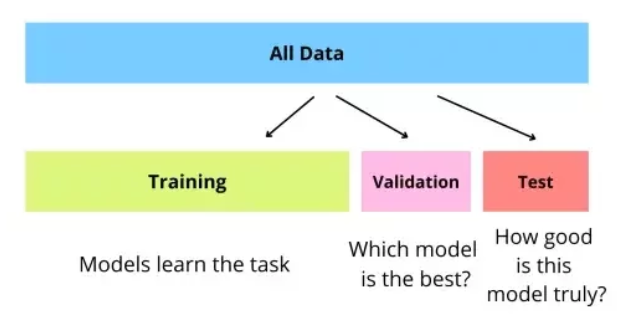 All Data
Training
Validation
Test
Models learn the task
Which model
is the best?
How good
is this
model truly?